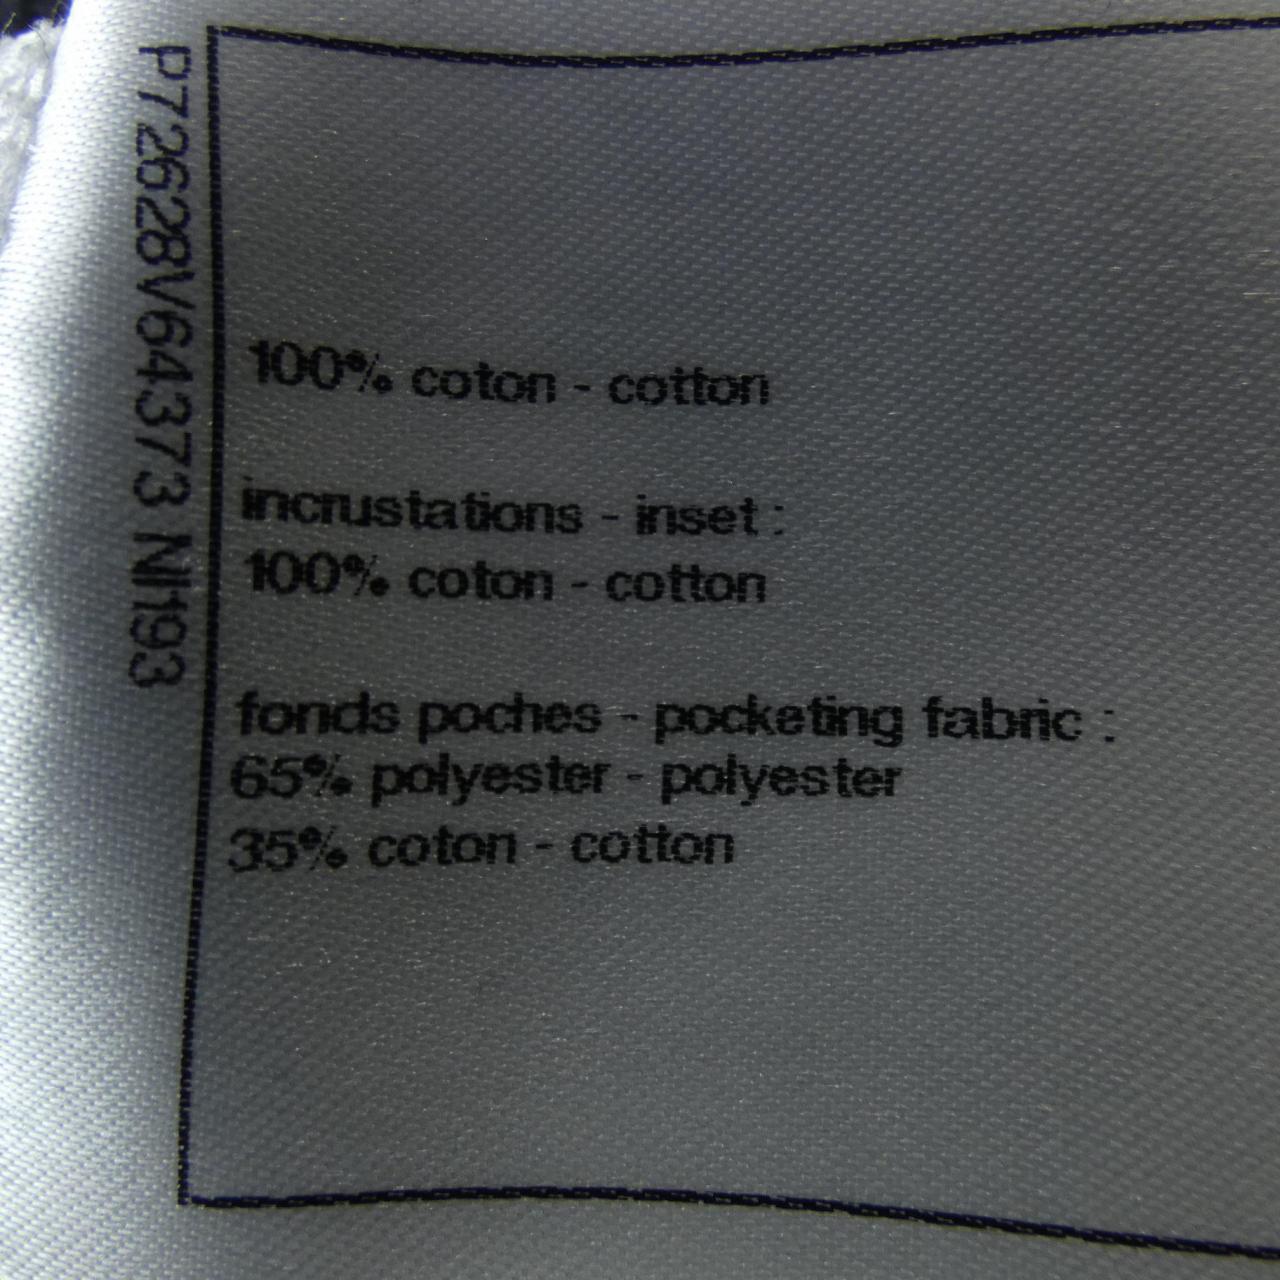 P72628V64373 NI193
100% coton - cotton
incrustations - inset :
100% coton - cotton
fonds poches - pocketing fabric :
65% polyester - polyester
35% coton - cotton